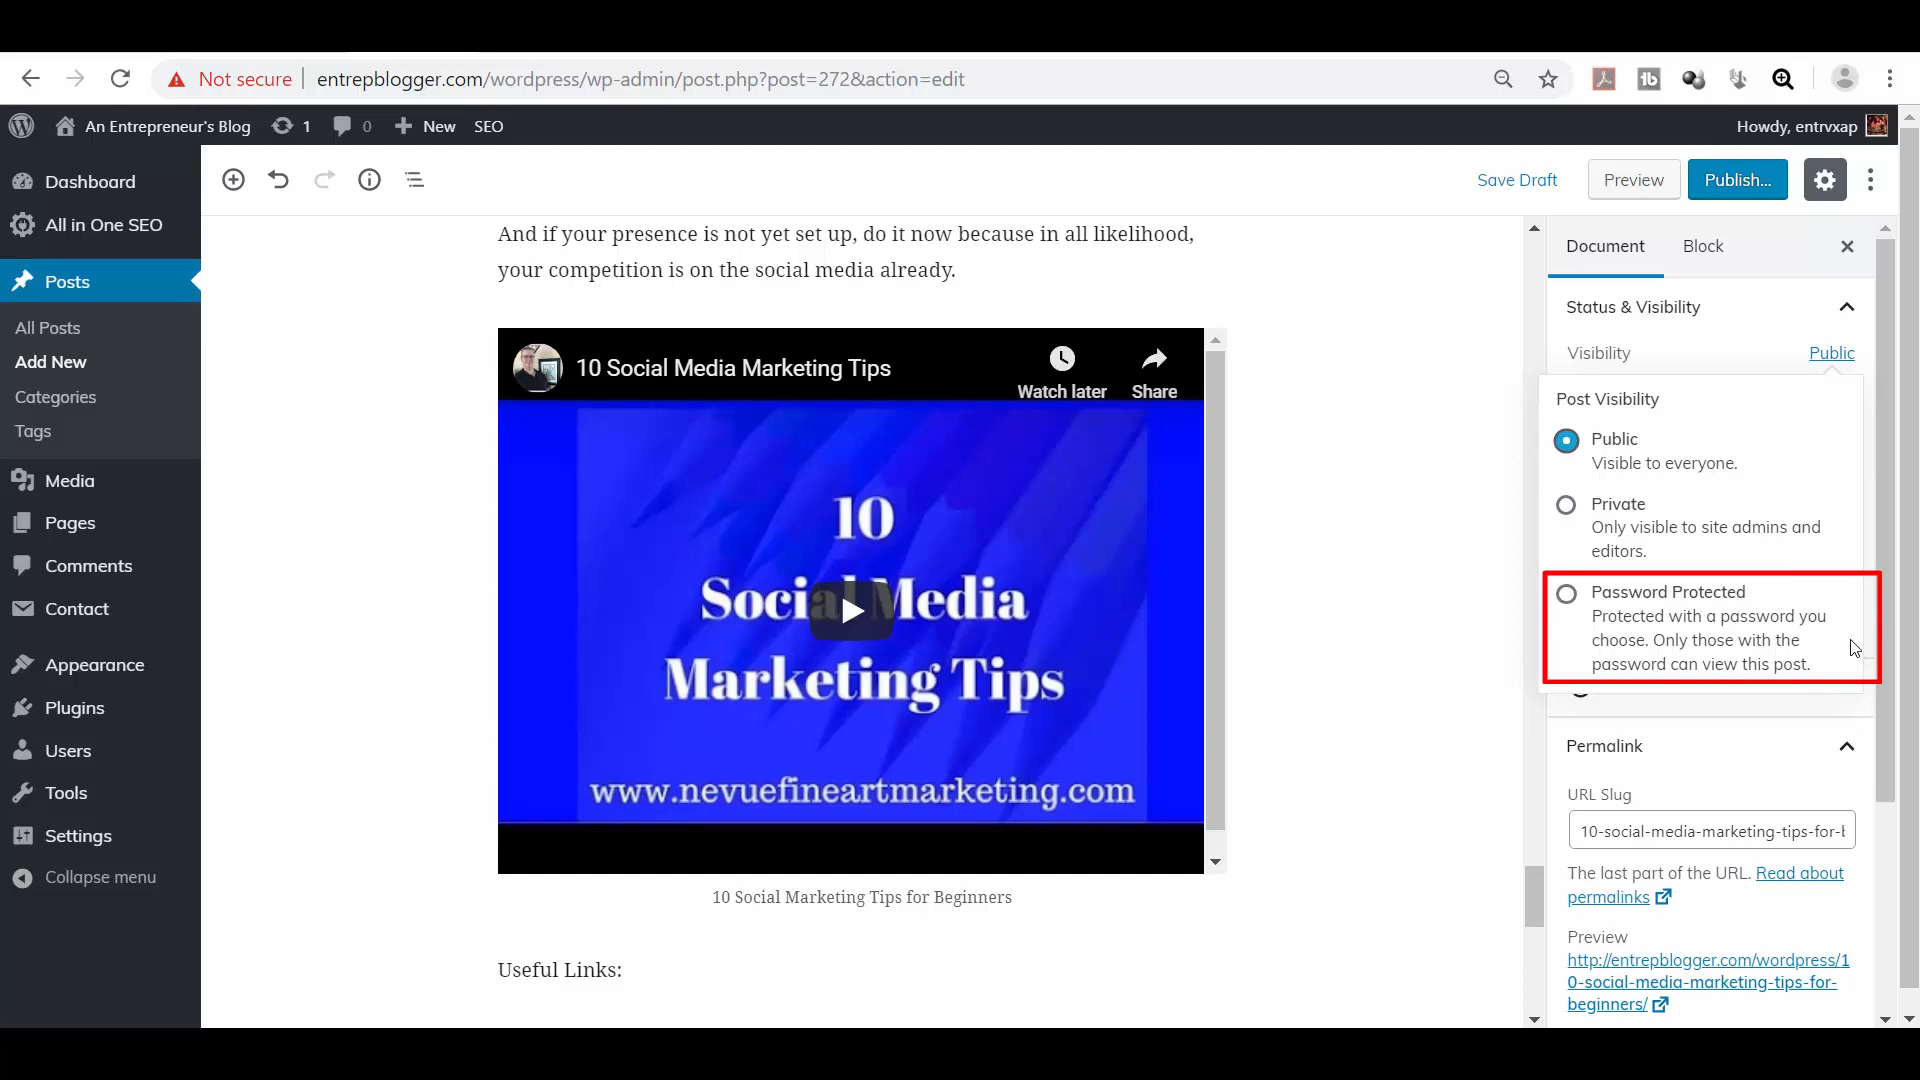 Not secure
entrepblogger.com/wordpress/wp-admin/post.php?post=272&action=edit
An Entrepreneur's Blog
1
0
New
SEO
Howdy, entrvxap
Dashboard
All in One SEO
Posts
All Posts
Add New
Categories
Tags
Media
Pages
Comments
Contact
Appearance
Plugins
Users
Tools
Settings
Collapse menu
Save Draft
Preview
Publish...
And if your presence is not yet set up, do it now because in all likelihood,
your competition is on the social media already.
10 Social Media Marketing Tips
Watch later
Share
10
Social Media
Marketing Tips
www.nevuefineartmarketing.com
10 Social Marketing Tips for Beginners
Useful Links:
Document
Block
Status & Visibility
Visibility
Public
Post Visibility
Public
Visible to everyone.
Private
Only visible to site admins and
editors.
Password Protected
Protected with a password you
choose. Only those with the
password can view this post.
Permalink
URL Slug
10-social-media-marketing-tips-for-b
The last part of the URL. Read about
permalinks
Preview
http://entrepblogger.com/wordpress/1
0-social-media-marketing-tips-for-
beginners/